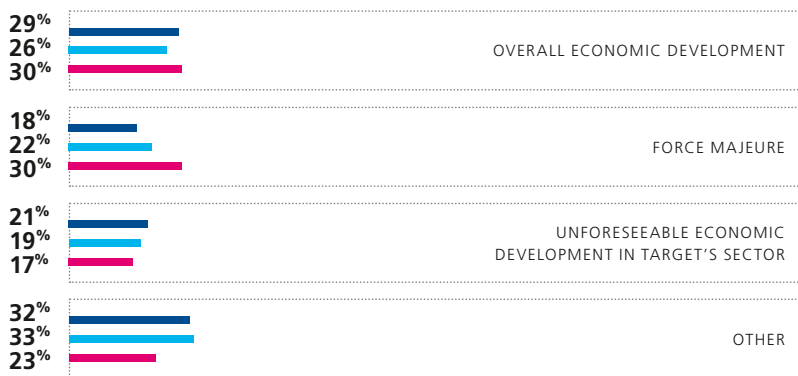 29%
26%
30%
OVERALL ECONOMIC DEVELOPMENT
18%
22%
30%
FORCE MAJEURE
21%
19%
17%
UNFORESEEABLE ECONOMIC
DEVELOPMENT IN TARGET’S SECTOR
32%
33%
23%
OTHER